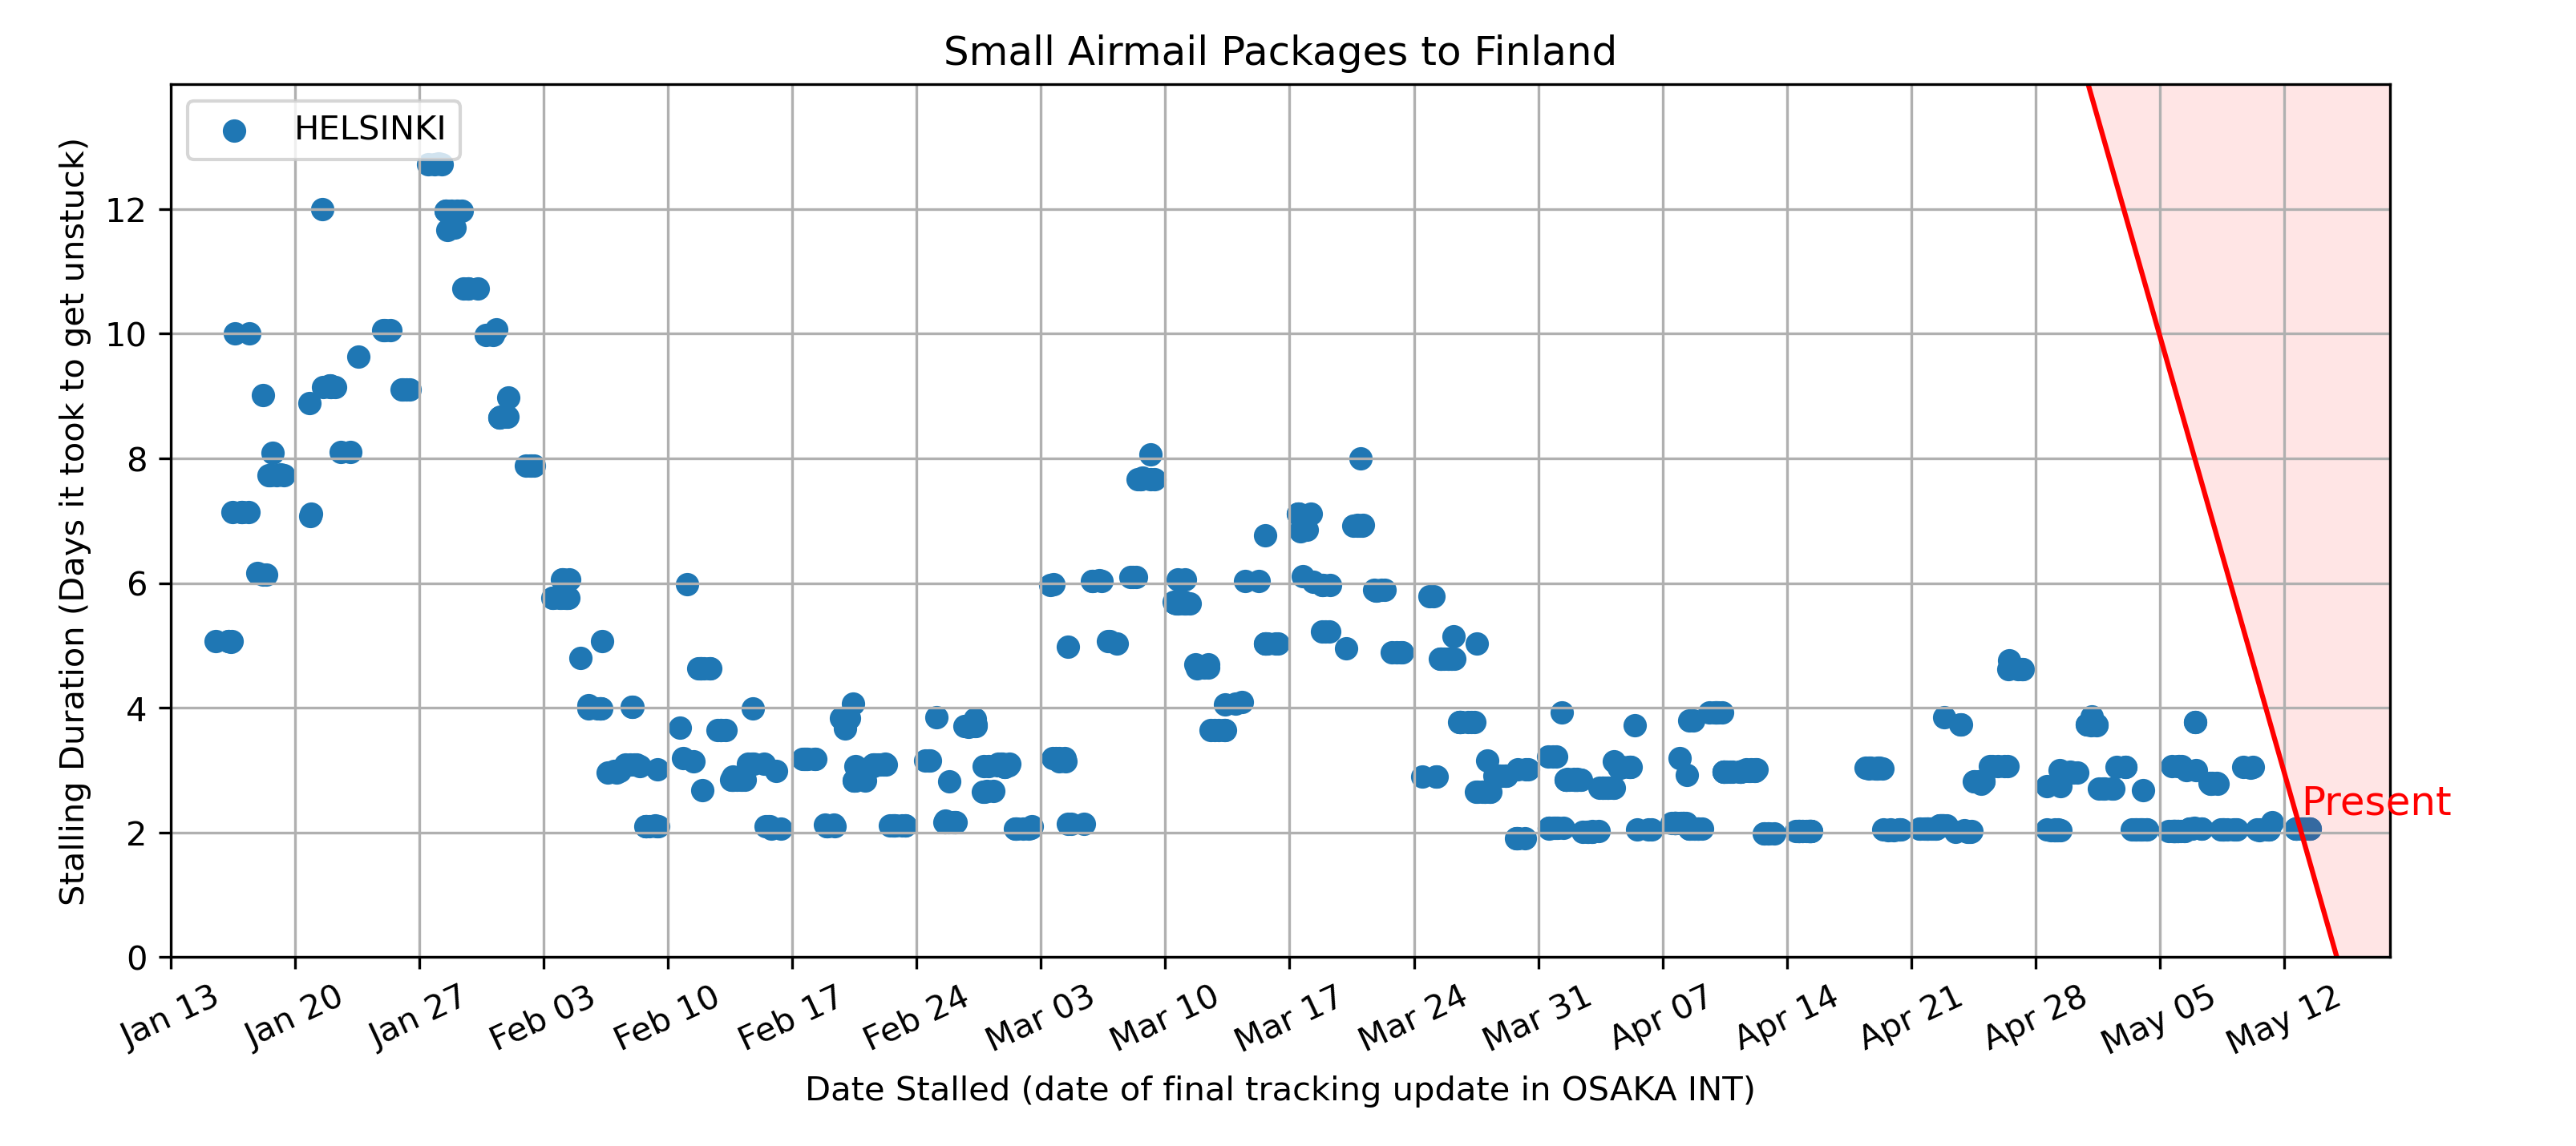 Small Airmail Packages to Finland
HELSINKI
Stalling Duration (Days it took to get unstuck)
12
10
8
6
4
2
0
Present
Jan 13
Jan 20
Jan 27
Feb 03
Feb 10
Feb 17
Feb 24
Mar 03
Mar 10
Mar 17
Mar 24
Mar 31
Apr 07
Apr 14
Apr 21
Apr 28
May 05
May 12
Date Stalled (date of final tracking update in OSAKA INT)